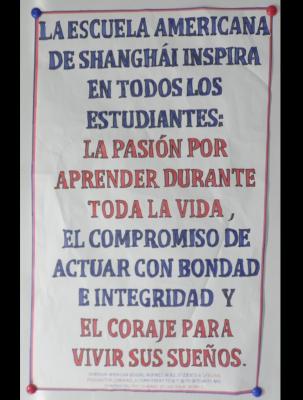 LA ESCUELA AMERICANA
DE SHANGHÁI INSPIRA
EN TODOS LOS
ESTUDIANTES:
LA PASIÓN POR
APRENDER DURANTE
TODA LA VIDA,
EL COMPROMISO DE
ACTUAR CON BONDAD
E INTEGRIDAD Y
EL CORAJE PARA
VIVIR SUS SUEÑOS.